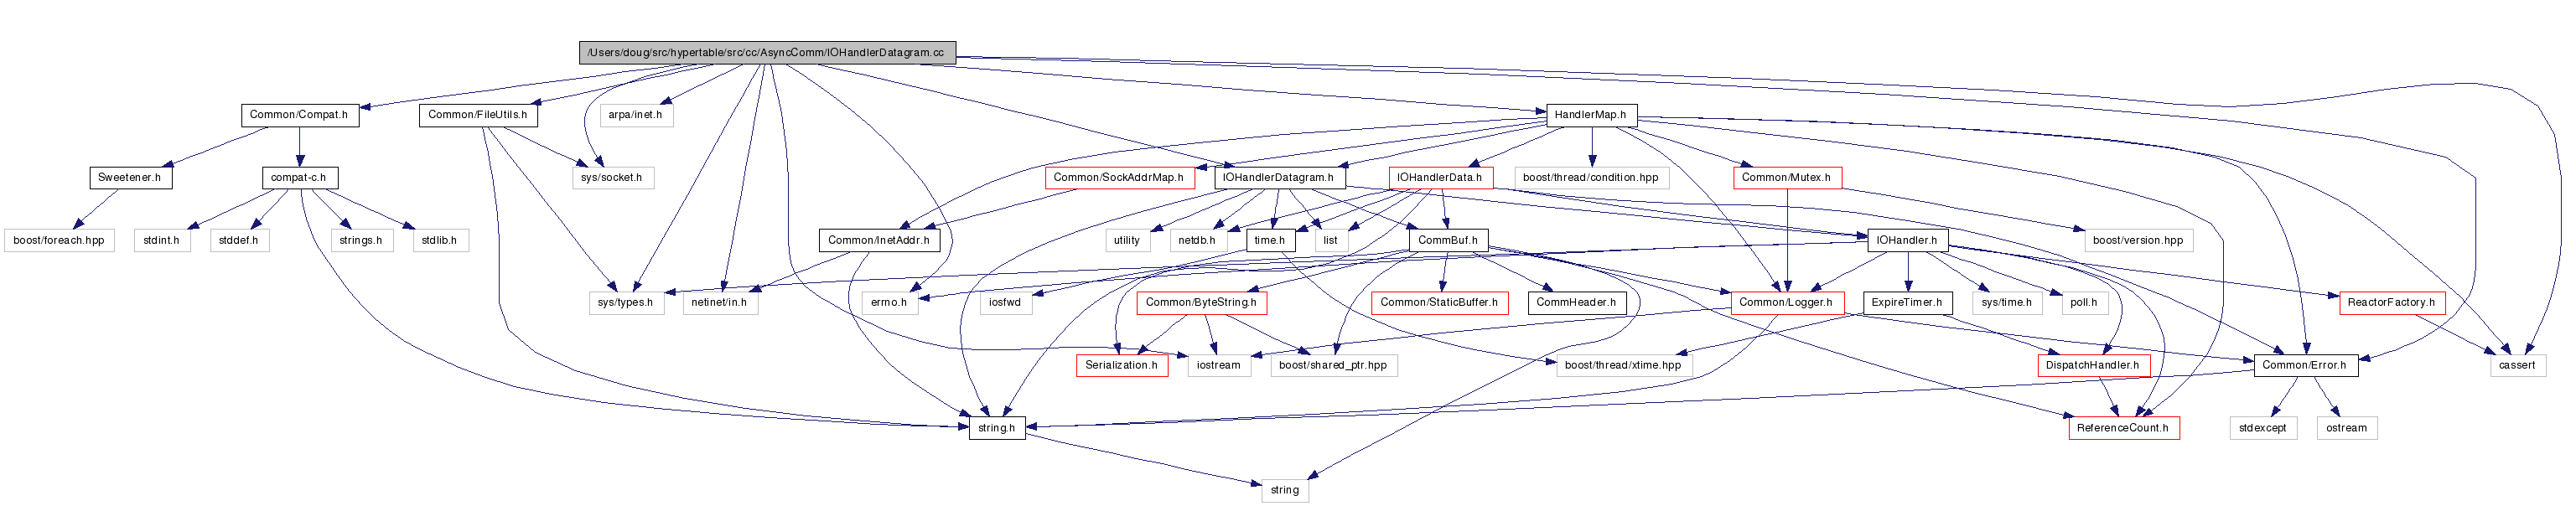 /Users/doug/src/hypertable/src/cc/AsyncComm/IOHandlerDatagram.cc
Common/Compat.h
Common/FileUtils.h
arpa/inet.h
HandlerMap.h
Sweetener.h
compat-c.h
sys/socket.h
Common/SockAddrMap.h
IOHandlerDatagram.h
IOHandlerData.h
boost/thread/condition.hpp
Common/Mutex.h
boost/foreach.hpp
stdint.h
stddef.h
strings.h
stdlib.h
Common/InetAddr.h
utility
netdb.h
time.h
list
CommBuf.h
IOHandler.h
boost/version.hpp
sys/types.h
netinet/in.h
errno.h
iosfwd
Common/ByteString.h
Common/StaticBuffer.h
CommHeader.h
Common/Logger.h
ExpireTimer.h
sys/time.h
poll.h
ReactorFactory.h
Serialization.h
iostream
boost/shared_ptr.hpp
boost/thread/xtime.hpp
DispatchHandler.h
Common/Error.h
cassert
string.h
ReferenceCount.h
stdexcept
ostream
string